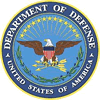 DEPARTMENT OF DEFENSE
UNITED STATES OF AMERICA